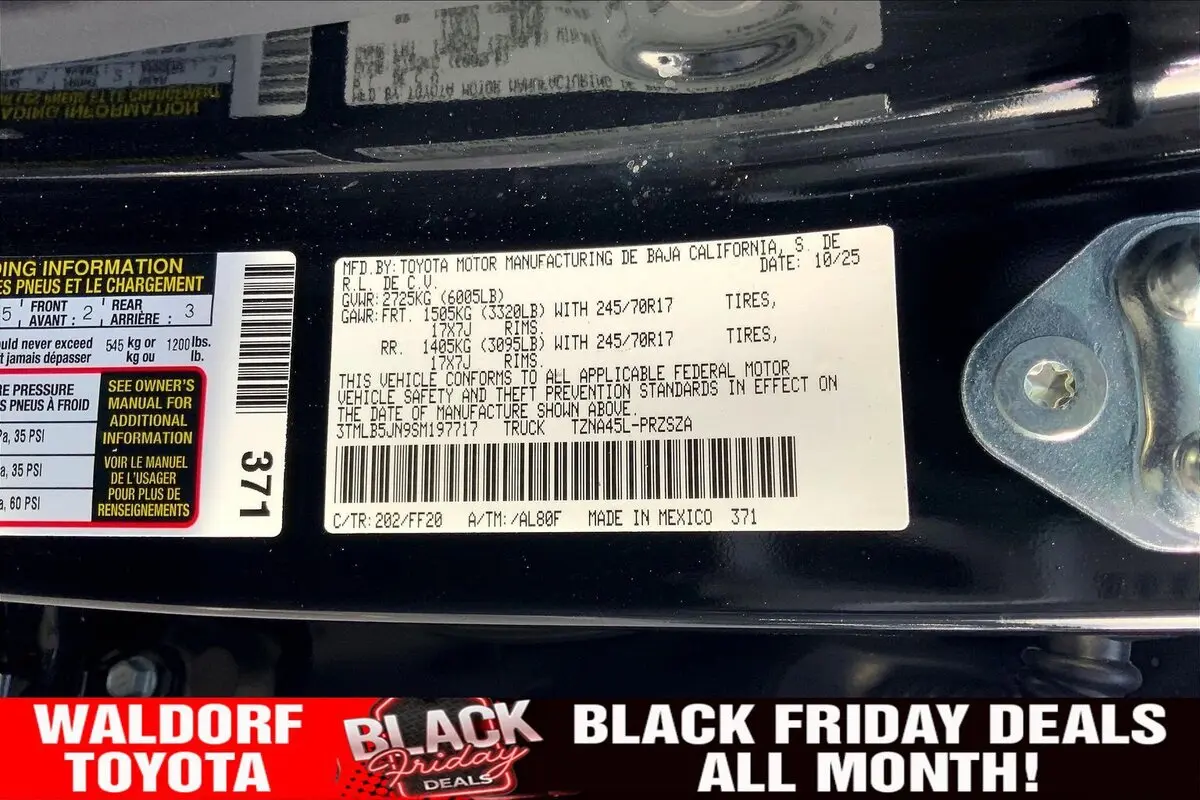 DING INFORMATION
ES PNEUS ET LE CHARGEMENT
5 FRONT AVANT : 2 REAR ARRIÈRE : 3
ould never exceed 545 kg or 1200 lbs.
t jamais dépasser kg ou lb.
RE PRESSURE
S PNEUS À FROID
Pa, 35 PSI
a, 35 PSI
a, 60 PSI
SEE OWNER'S
MANUAL FOR
ADDITIONAL
INFORMATION
VOIR LE MANUEL
DE L'USAGER
POUR PLUS DE
RENSEIGNEMENTS
371
MFD.BY:TOYOTA MOTOR MANUFACTURING DE BAJA CALIFORNIA, S. DE
R.L. DE C.V. DATE: 10/25
GVWR:2725KG (6005LB)
GAWR:FRT. 1505KG (3320LB) WITH 245/70R17 TIRES,
17X7J RIMS.
RR. 1405KG (3095LB) WITH 245/70R17 TIRES,
17X7J RIMS.
THIS VEHICLE CONFORMS TO ALL APPLICABLE FEDERAL MOTOR
VEHICLE SAFETY AND THEFT PREVENTION STANDARDS IN EFFECT ON
THE DATE OF MANUFACTURE SHOWN ABOVE.
3TMLB5JN9SM197717 TRUCK TZNA45L-PRZSZA
C/TR:202/FF20 A/TM:/AL80F MADE IN MEXICO 371
WALDORF
TOYOTA
BLACK
Friday
DEALS
BLACK FRIDAY DEALS
ALL MONTH!